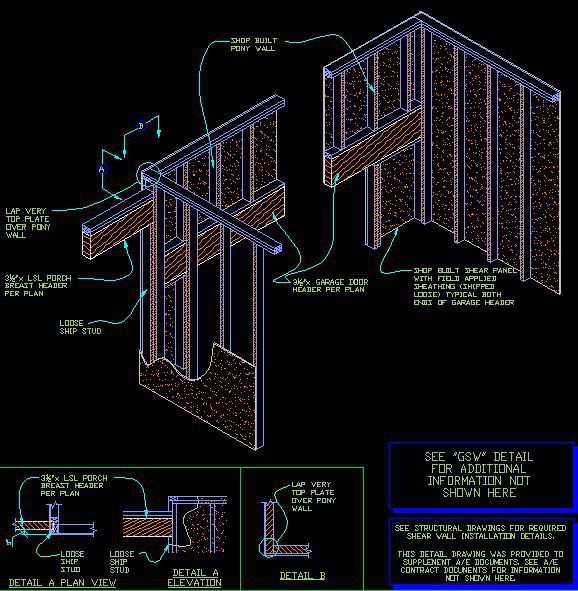 SHOP BUILT
PONY WALL
B
A
LAP VERY
TOP PLATE
OVER PONY
WALL
3½"x LSL PORCH
BREAST HEADER
PER PLAN
LOOSE
SHIP STUD
3½"x GARAGE DOOR
HEADER PER PLAN
SHOP BUILT SHEAR PANEL
WITH FIELD APPLIED
SHEATHING (SHIPPED
LOOSE) TYPICAL BOTH
ENDS OF GARAGE HEADER
3½"x LSL PORCH
BREAST HEADER
PER PLAN
LOOSE
SHIP
STUD
DETAIL A PLAN VIEW
LOOSE
SHIP
STUD
DETAIL A
ELEVATION
LAP VERY
TOP PLATE
OVER PONY
WALL
DETAIL B
SEE "GSW" DETAIL
FOR ADDITIONAL
INFORMATION NOT
SHOWN HERE
SEE STRUCTURAL DRAWINGS FOR REQUIRED
SHEAR WALL INSTALLATION DETAILS.
THIS DETAIL DRAWING WAS PROVIDED TO
SUPPLEMENT A/E DOCUMENTS. SEE A/E
CONTRACT DOCUMENTS FOR INFORMATION
NOT SHOWN HERE